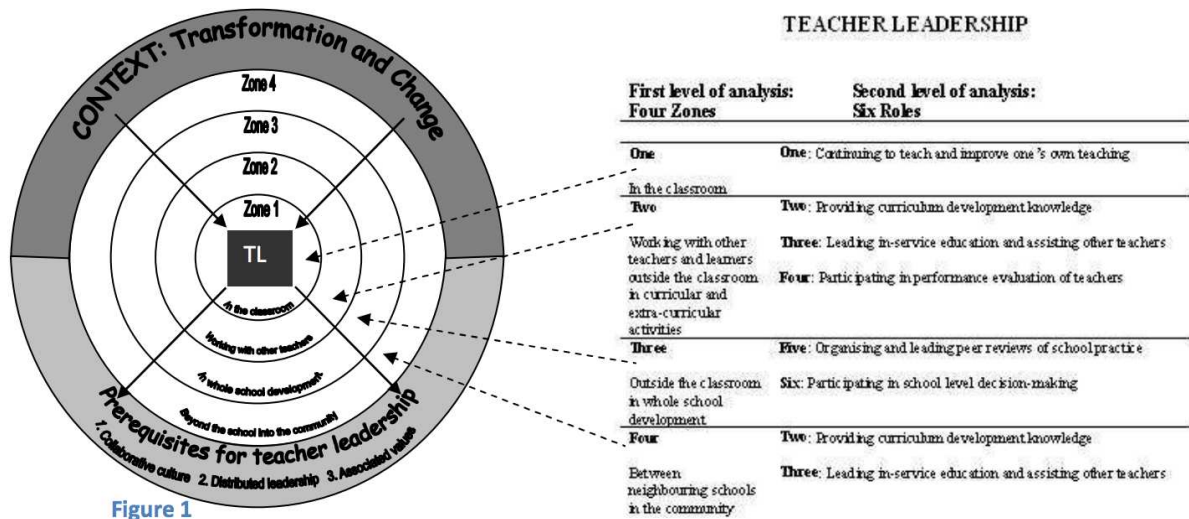 CONTEXT: Transformation and Change
Zone 4
Zone 3
Zone 2
Zone 1
TL
In the classroom
Working with other teachers
In whole school development
Beyond the school into the community
Prerequisites for teacher leadership
1. Collaborative culture 2. Distributed leadership 3. Associated values
Figure 1
TEACHER LEADERSHIP
First level of analysis:
Four Zones
Second level of analysis:
Six Roles
One
One: Continuing to teach and improve one's own teaching
In the classroom
Two
Two: Providing curriculum development knowledge
Working with other
teachers and learners
outside the classroom
in curricular and
extra-curricular
activities
Three: Leading in-service education and assisting other teachers
Four: Participating in performance evaluation of teachers
Three
Five: Organising and leading peer reviews of school practice
Outside the classroom
in whole school
development
Six: Participating in school level decision-making
Four
Two: Providing curriculum development knowledge
Between
neighbouring schools
in the community
Three: Leading in-service education and assisting other teachers